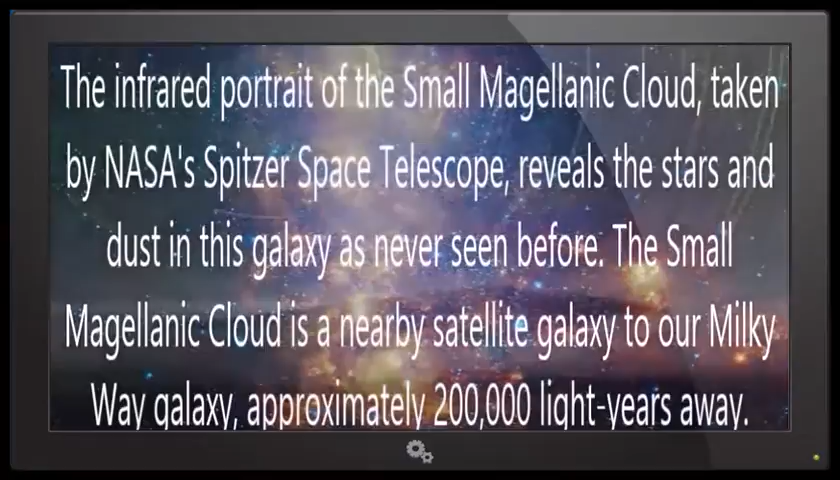 The infrared portrait of the Small Magellanic Cloud, taken
by NASA's Spitzer Space Telescope, reveals the stars and
dust in this galaxy as never seen before. The Small
Magellanic Cloud is a nearby satellite galaxy to our Milky
Way galaxy, approximately 200,000 light-years away.